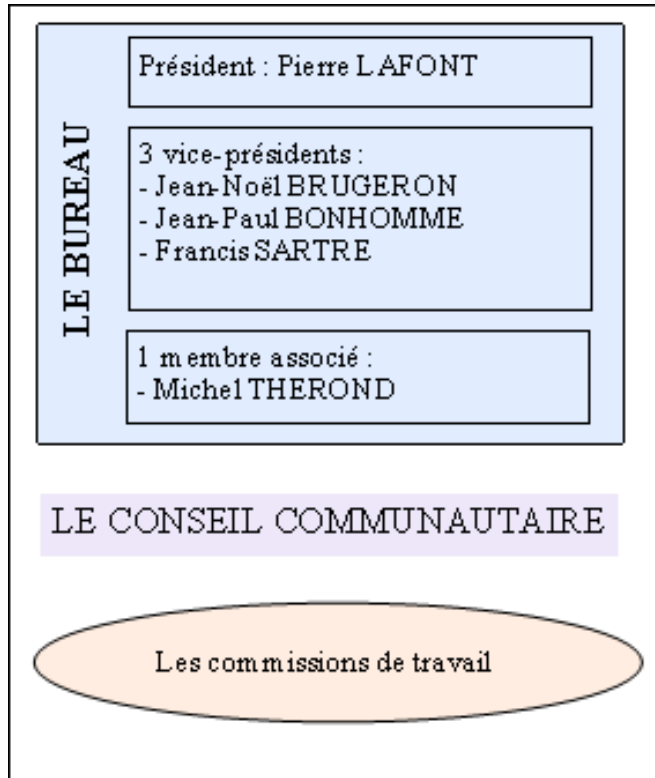 LE BUREAU
Président : Pierre LAFONT
3 vice-présidents :
- Jean-Noël BRUGERON
- Jean-Paul BONHOMME
- Francis SARTRE
1 membre associé :
- Michel THEROND
LE CONSEIL COMMUNAUTAIRE
Les commissions de travail